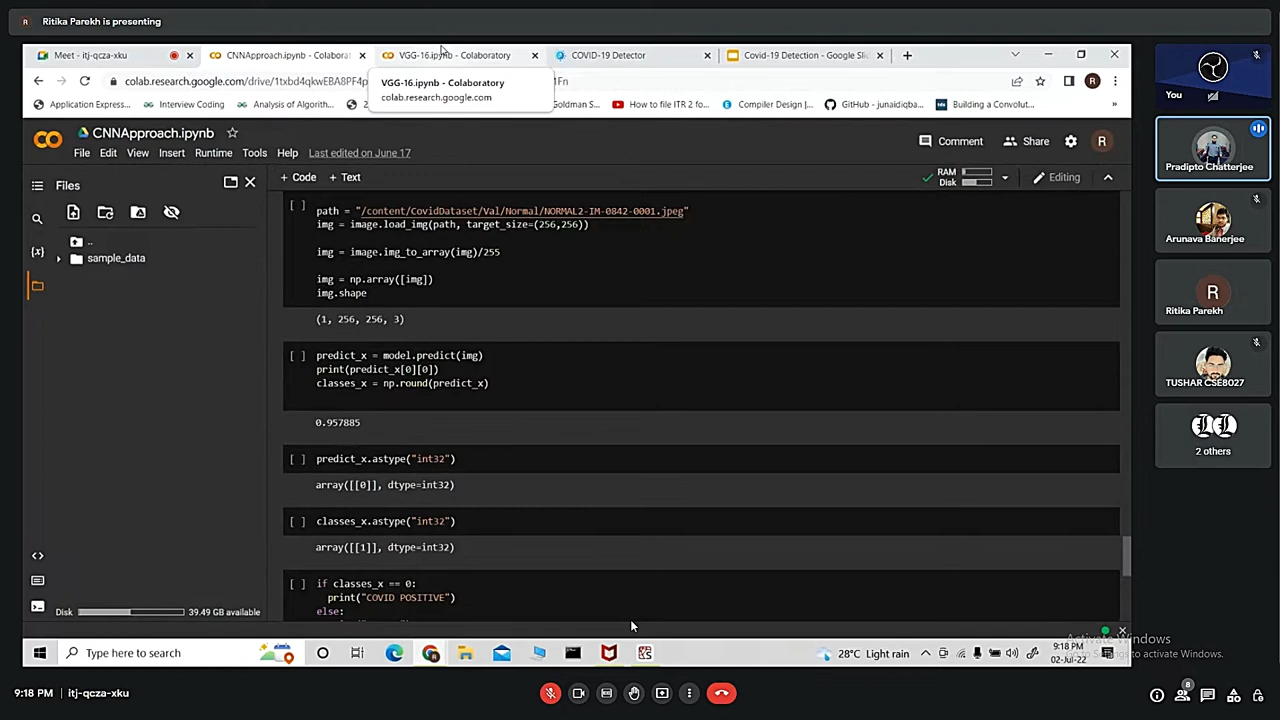 Ritika Parekh is presenting
R
Meet - itj-qcza-xku
CNNApproach.ipynb - Colaborat
VGG-16.ipynb - Colaboratory
COVID-19 Detector
Covid-19 Detection - Google Sli
VGG-16.ipynb - Colaboratory
colab.research.google.com
colab.research.google.com/drive/1txbd4qkwEBA8PF4p
Fn
R
Application Express...
Interview Coding
Analysis of Algorith...
2
Goldman S...
How to file ITR 2 fo...
Compiler Design |...
GitHub - junaidiqba...
Building a Convolut...
CO CNNApproach.ipynb
File Edit View Insert Runtime Tools Help Last edited on June 17
Comment
Share
R
+ Code + Text
RAM
Disk
Editing
Files
..
sample_data
{x}
[ ]
path = "/content/CovidDataset/Val/Normal/NORMAL2-IM-0842-0001.jpeg"
img = image.load_img(path, target_size=(256,256))
img = image.img_to_array(img)/255
img = np.array([img])
img.shape
(1, 256, 256, 3)
[ ] predict_x = model.predict(img)
print(predict_x[0][0])
classes_x = np.round(predict_x)
0.957885
[ ] predict_x.astype("int32")
array([[0]], dtype=int32)
[ ] classes_x.astype("int32")
array([[1]], dtype=int32)
[ ] if classes_x == 0:
print("COVID POSITIVE")
else:
Disk 39.49 GB available
Activate Windows
Go to Settings to activate Windows.
Type here to search
28°C Light rain
9:18 PM
02-Jul-22
You
Pradipto Chatterjee
Arunava Banerjee
R
Ritika Parekh
TUSHAR CSE8027
2 others
9:18 PM | itj-qcza-xku
8